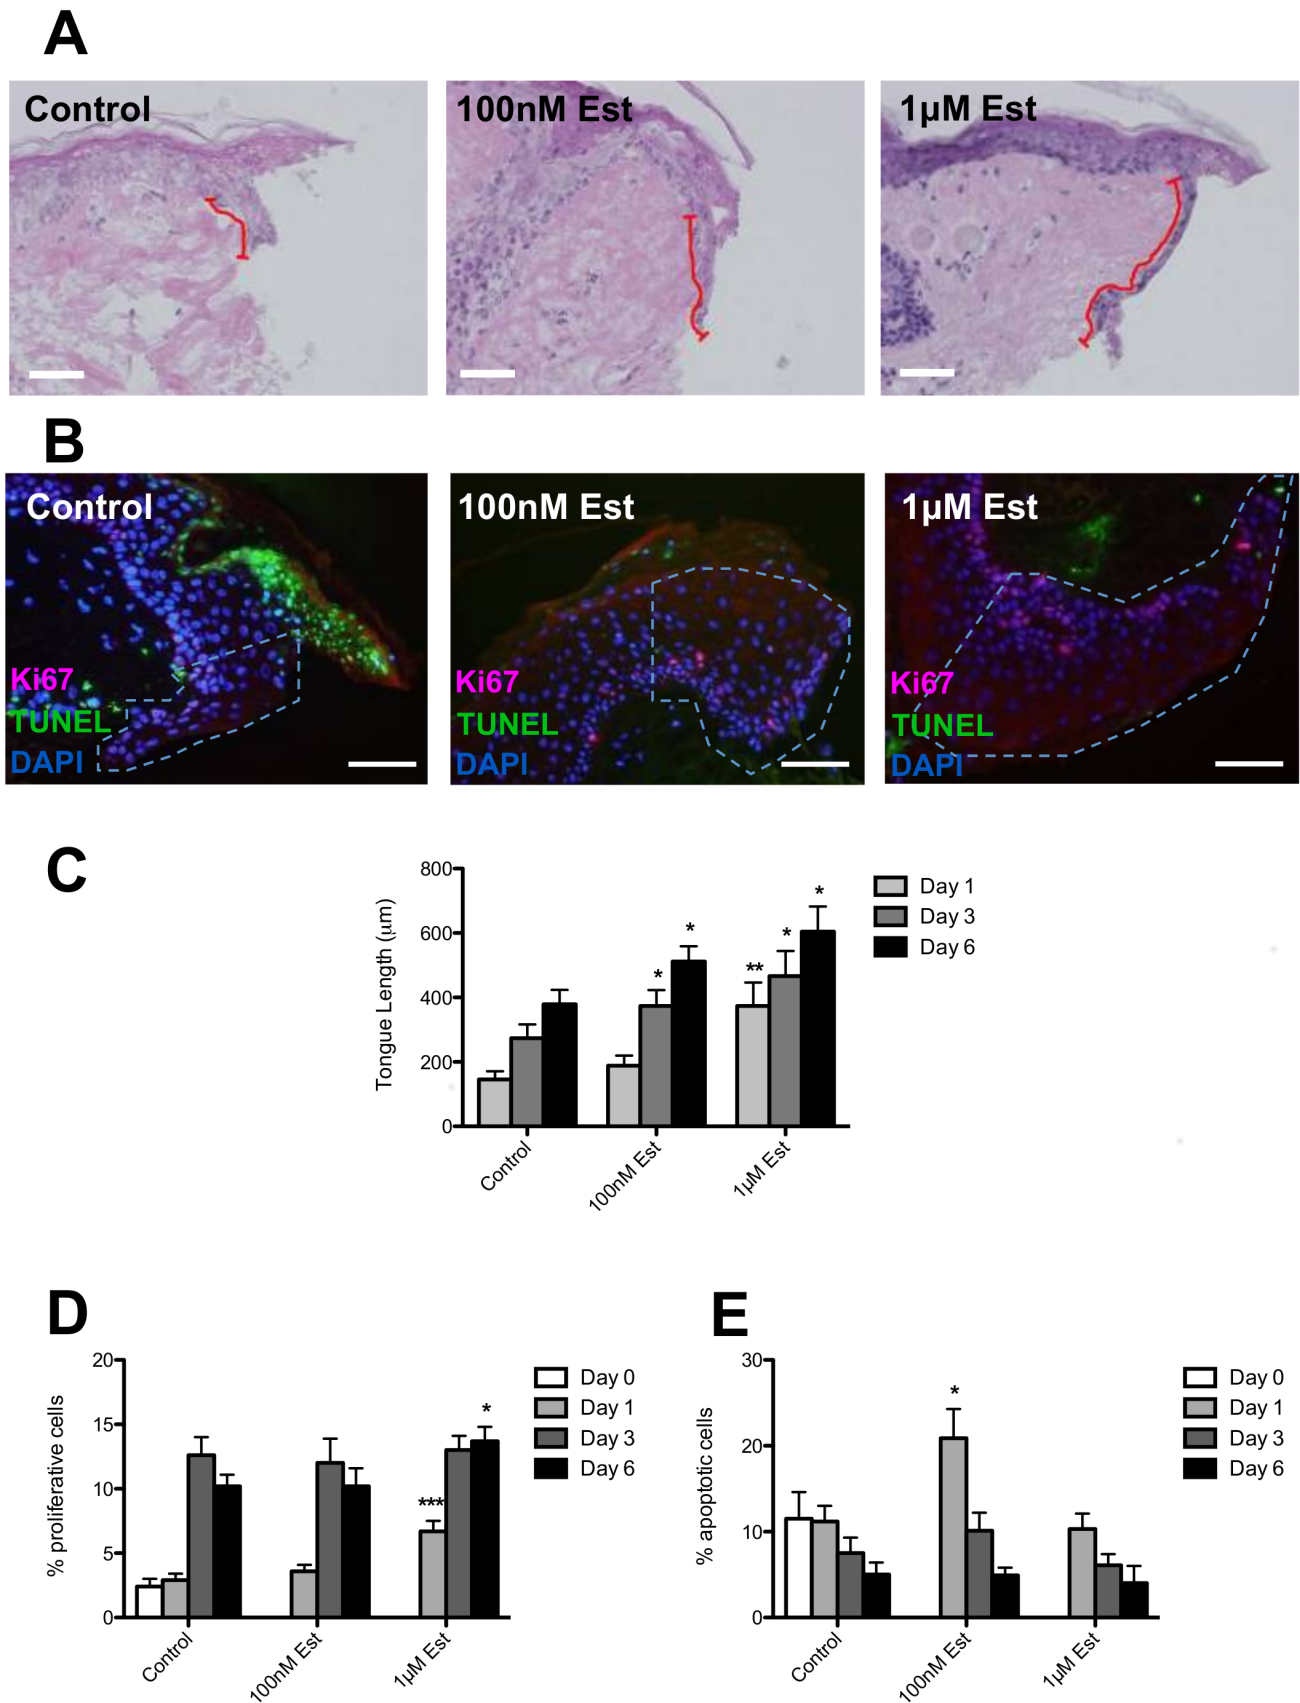 A
Control
100nM Est
1µM Est
B
Control
100nM Est
1µM Est
Ki67
TUNEL
DAPI
Ki67
TUNEL
DAPI
Ki67
TUNEL
DAPI
C
Tongue Length (µm)
800
600
400
200
0
*
*
**
*
*
Control
100nM Est
1µM Est
Day 1
Day 3
Day 6
D
% proliferative cells
20
15
10
5
0
***
*
Control
100nM Est
1µM Est
Day 0
Day 1
Day 3
Day 6
E
% apoptotic cells
30
20
10
0
*
Control
100nM Est
1µM Est
Day 0
Day 1
Day 3
Day 6